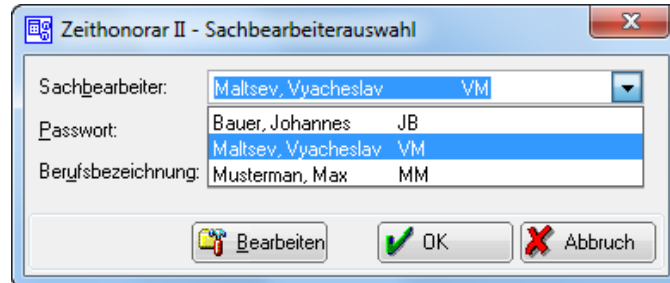 Zeithonorar II - Sachbearbeiterauswahl
Sachbearbeiter: Maltsev, Vyacheslav VM
Passwort: Bauer, Johannes JB
Maltsev, Vyacheslav VM
Berufsbezeichnung: Musterman, Max MM
Bearbeiten OK Abbruch